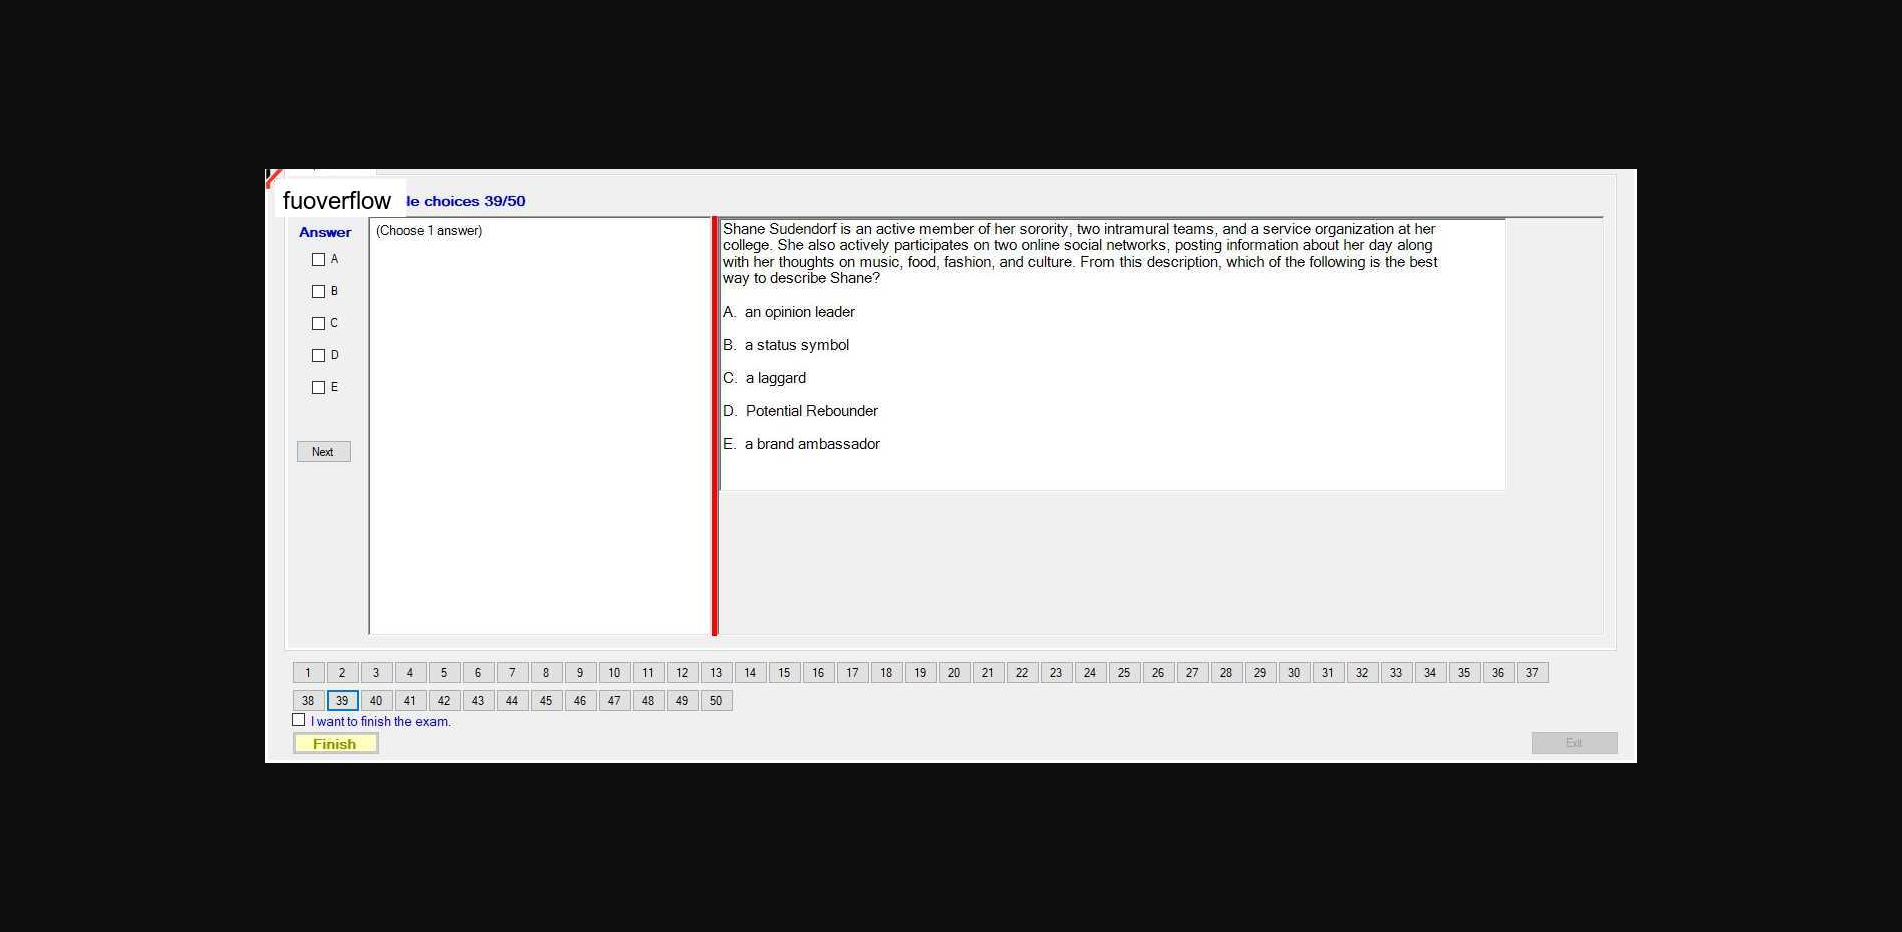 fuoverflow
le choices 39/50
Answer
(Choose 1 answer)
A
B
C
D
E
Next
Shane Sudendorf is an active member of her sorority, two intramural teams, and a service organization at her
college. She also actively participates on two online social networks, posting information about her day along
with her thoughts on music, food, fashion, and culture. From this description, which of the following is the best
way to describe Shane?
A. an opinion leader
B. a status symbol
C. a laggard
D. Potential Rebounder
E. a brand ambassador
1 2 3 4 5 6 7 8 9 10 11 12 13 14 15 16 17 18 19 20 21 22 23 24 25 26 27 28 29 30 31 32 33 34 35 36 37
38 39 40 41 42 43 44 45 46 47 48 49 50
I want to finish the exam.
Finish
Exit